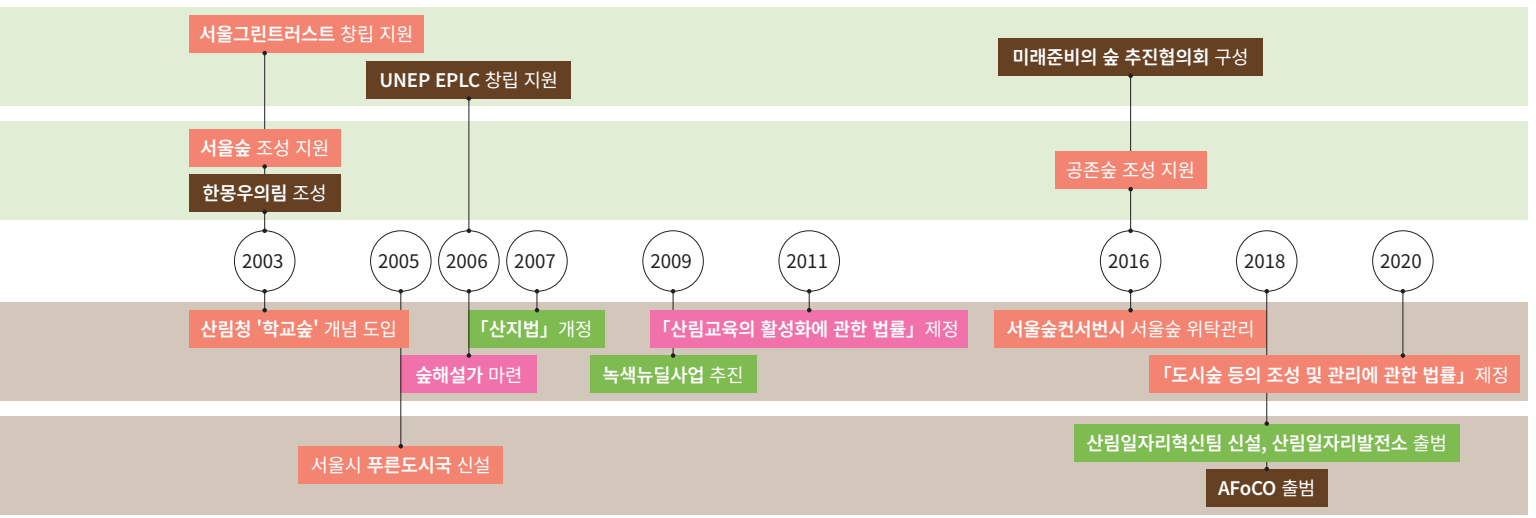 서울그린트러스트 창립 지원
UNEP EPLC 창립 지원
미래준비의 숲 추진협의회 구성
서울숲 조성 지원
공존숲 조성 지원
한몽우의림 조성
2003
2005
2006
2007
2009
2011
2016
2018
2020
산림청 '학교숲' 개념 도입
「산지법」 개정
「산림교육의 활성화에 관한 법률」 제정
서울숲컨서번시 서울숲 위탁관리
숲해설가 마련
녹색뉴딜사업 추진
「도시숲 등의 조성 및 관리에 관한 법률」 제정
서울시 푸른도시국 신설
산림일자리혁신팀 신설, 산림일자리발전소 출범
AFoCO 출범